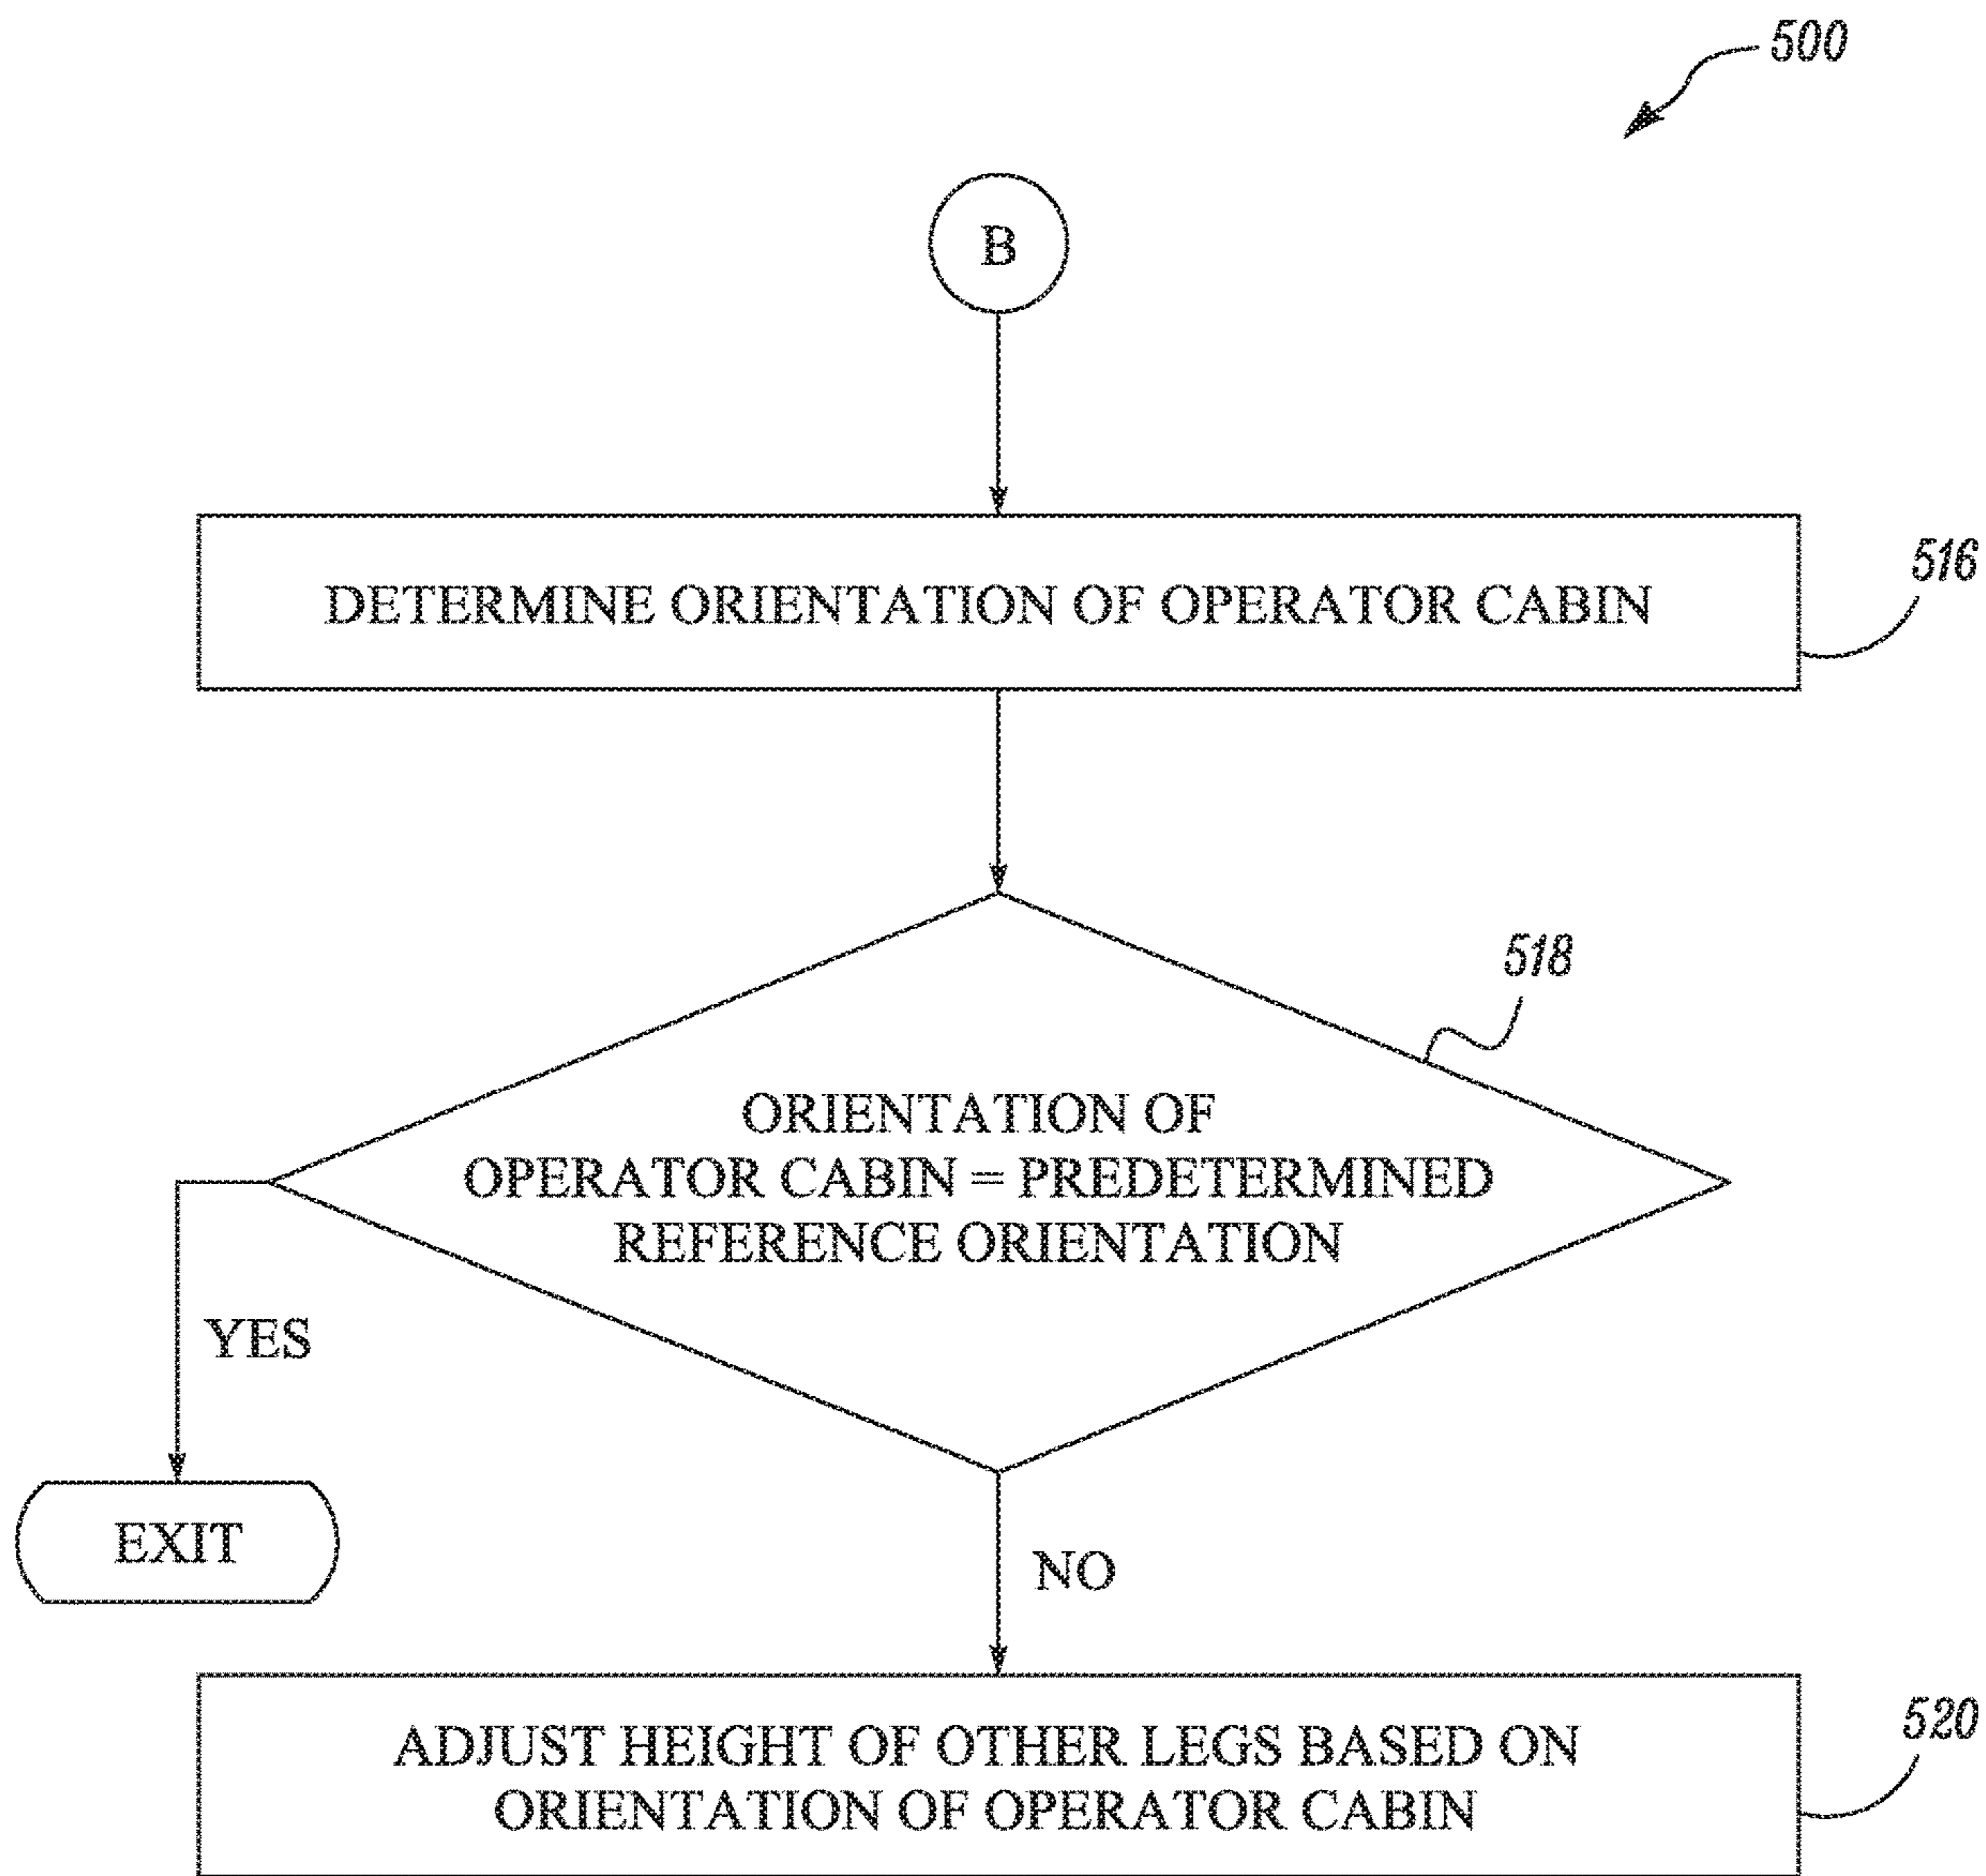 500
B
DETERMINE ORIENTATION OF OPERATOR CABIN
516
518
ORIENTATION OF
OPERATOR CABIN = PREDETERMINED
REFERENCE ORIENTATION
YES
EXIT
NO
ADJUST HEIGHT OF OTHER LEGS BASED ON
ORIENTATION OF OPERATOR CABIN
520